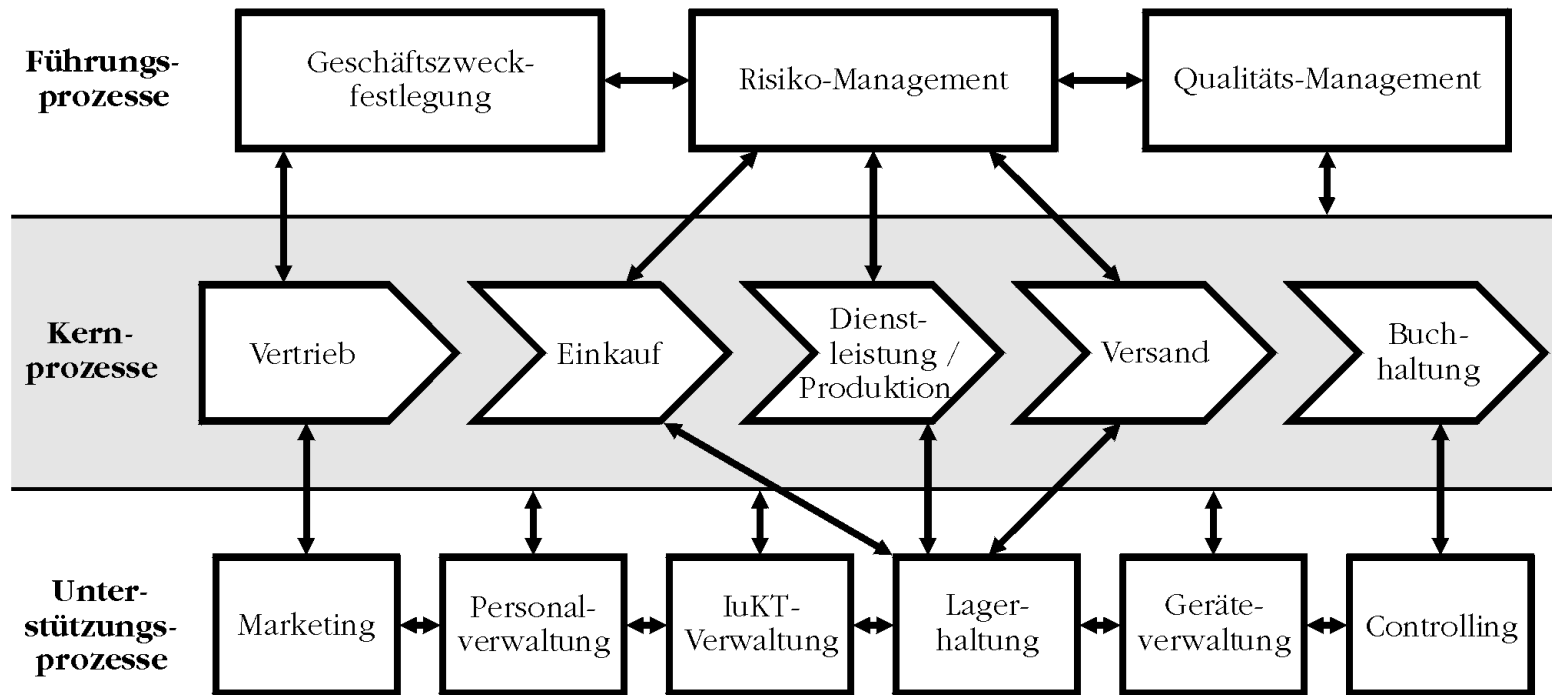 Führungs-
prozesse
Geschäftszweck-
festlegung
Risiko-Management
Qualitäts-Management
Kern-
prozesse
Vertrieb
Einkauf
Dienst-
leistung /
Produktion
Versand
Buch-
haltung
Unter-
stützungs-
prozesse
Marketing
Personal-
verwaltung
IuKT-
Verwaltung
Lager-
haltung
Geräte-
verwaltung
Controlling